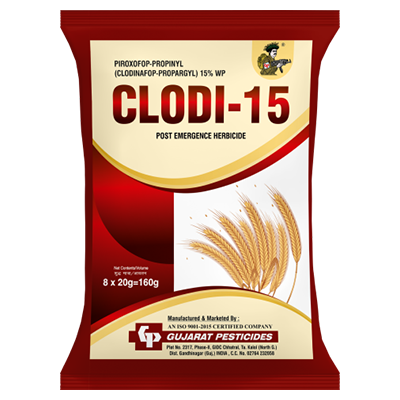 PIROXOFOP-PROPINYL
(CLODINAFOP-PROPARGYL) 15% WP
CLODI-15
POST EMERGENCE HERBICIDE
Net Contents/Volume
8 x 20g=160g
Manufactured & Marketed By :
AN ISO 9001-2015 CERTIFIED COMPANY
GUJARAT PESTICIDES
Plot No. 2317, Phase-II, GIDC Chhatral, Ta. Kalol (North G.)
Dist. Gandhinagar (Guj.) INDIA , C.C. No. 02764 232058